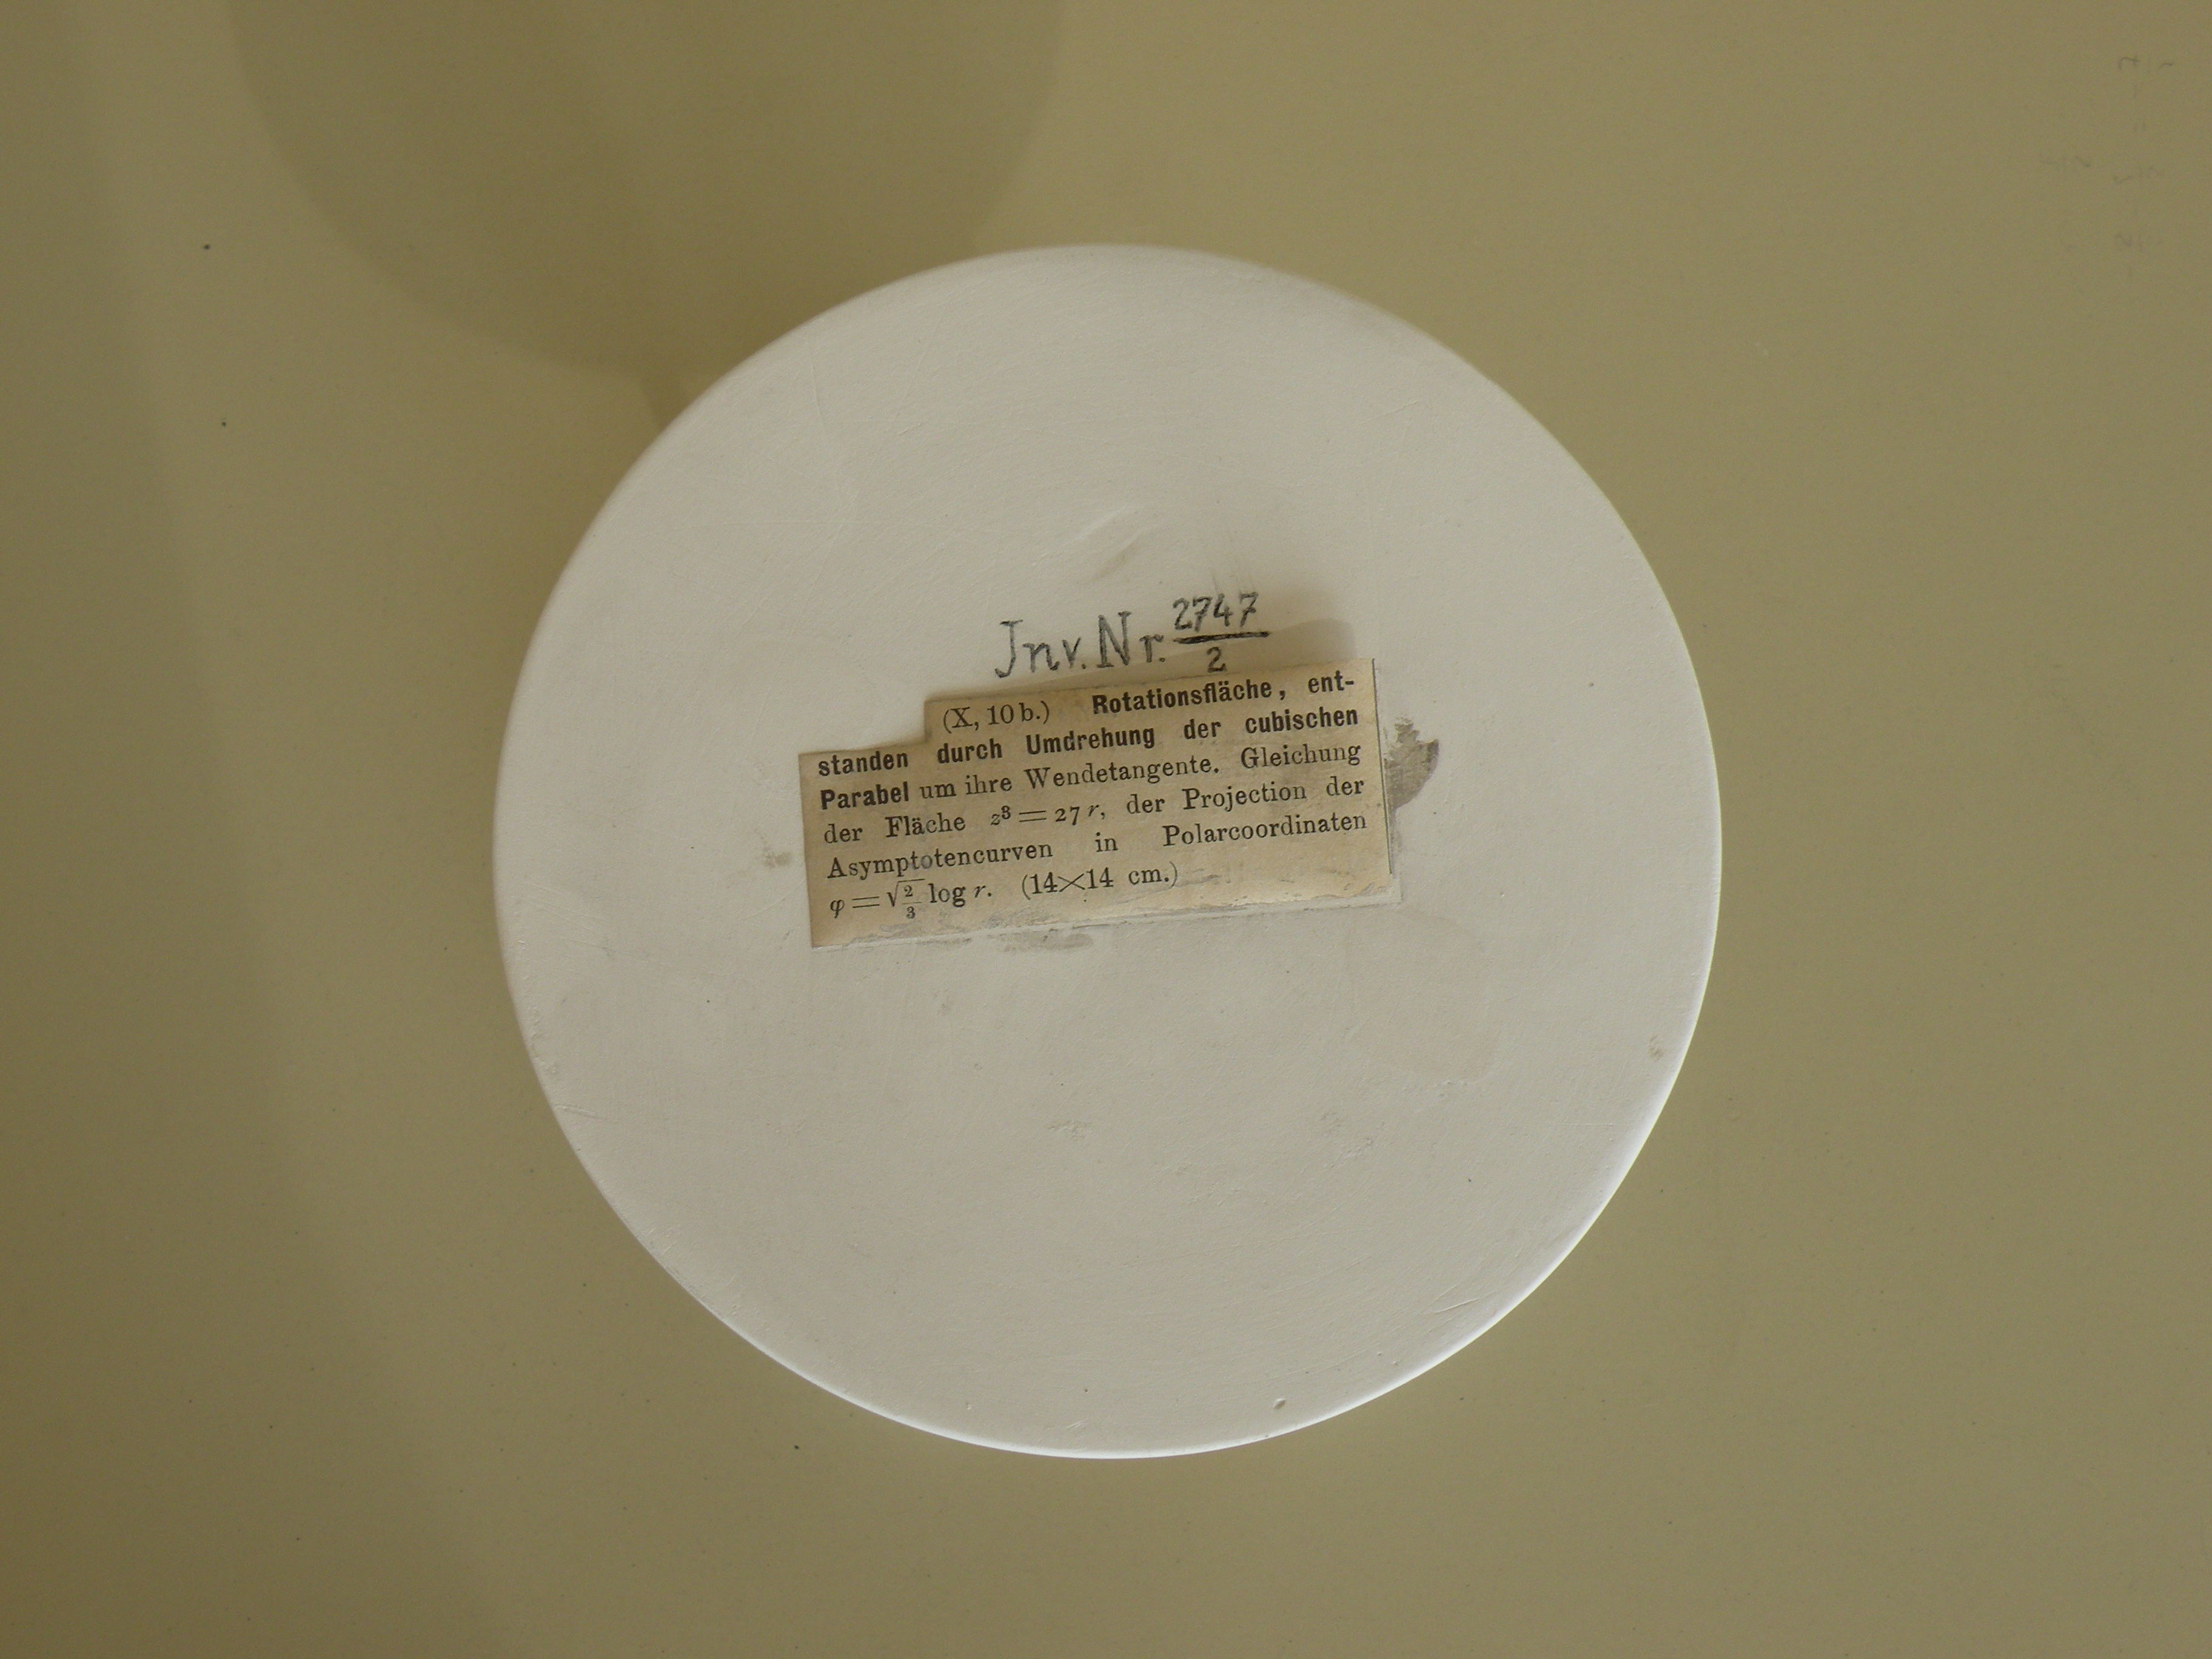 Jnv. Nr. 2747/2
(X, 10 b.) Rotationsfläche, ent-
standen durch Umdrehung der cubischen
Parabel um ihre Wendetangente. Gleichung
der Fläche z³ = 27 r, der Projection der
Asymptotencurven in Polarcoordinaten
φ = √2/3 log r. (14×14 cm.)